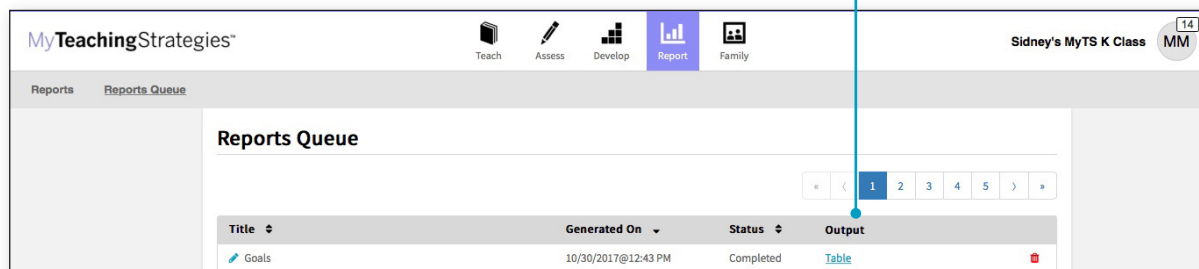 14
MyTeachingStrategies™
Teach Assess Develop Report Family
Sidney's MyTS K Class MM
Reports Reports Queue
Reports Queue
« ‹ 1 2 3 4 5 › »
Title Generated On Status Output
Goals 10/30/2017@12:43 PM Completed Table